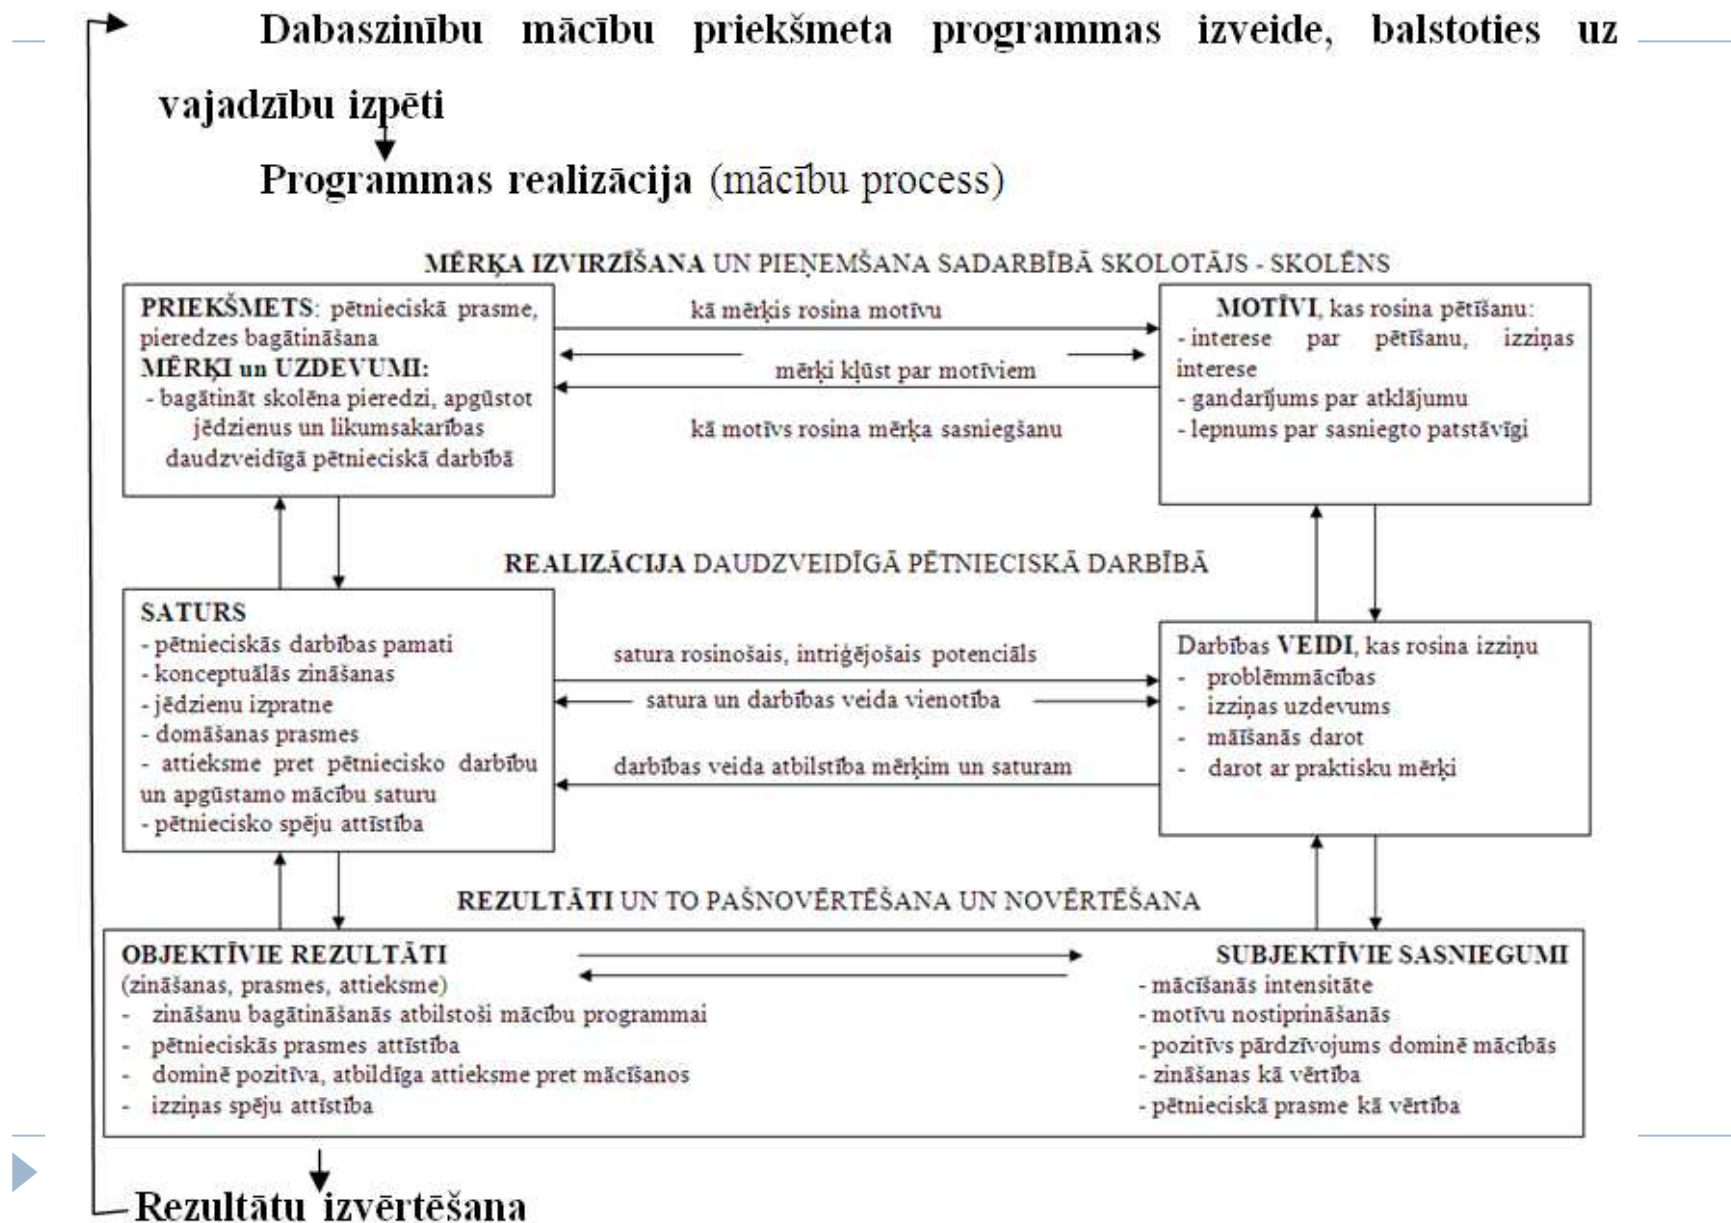 Dabaszinību mācību priekšmeta programmas izveide, balstoties uz
vajadzību izpēti
Programmas realizācija (mācību process)
MĒRĶA IZVIRZĪŠANA UN PIEŅEMŠANA SADARBĪBĀ SKOLOTĀJS - SKOLĒNS
PRIEKŠMETS: pētnieciskā prasme,
pieredzes bagātināšana
MĒRĶI un UZDEVUMI:
- bagātināt skolēna pieredzi, apgūstot
jēdzienus un likumsakarības
daudzveidīgā pētnieciskā darbībā
kā mērķis rosina motīvu
mērķi kļūst par motīviem
kā motīvs rosina mērķa sasniegšanu
MOTĪVI, kas rosina pētīšanu:
- interese par pētīšanu, izziņas
interese
- gandarījums par atklājumu
- lepnums par sasniegto patstāvīgi
REALIZĀCIJA DAUDZVEIDĪGĀ PĒTNIECISKĀ DARBĪBĀ
SATURS
- pētnieciskās darbības pamati
- konceptuālās zināšanas
- jēdzienu izpratne
- domāšanas prasmes
- attieksme pret pētniecisko darbību
un apgūstamo mācību saturu
- pētniecisko spēju attīstība
satura rosinošais, intriģējošais potenciāls
satura un darbības veida vienotība
darbības veida atbilstība mērķim un saturam
Darbības VEIDI, kas rosina izziņu
- problēmmācības
- izziņas uzdevums
- māīšanās darot
- darot ar praktisku mērķi
REZULTĀTI UN TO PAŠNOVĒRTĒŠANA UN NOVĒRTĒŠANA
OBJEKTĪVIE REZULTĀTI
(zināšanas, prasmes, attieksme)
- zināšanu bagātināšanās atbilstoši mācību programmai
- pētnieciskās prasmes attīstība
- dominē pozitīva, atbildīga attieksme pret mācīšanos
- izziņas spēju attīstība
SUBJEKTĪVIE SASNIEGUMI
- mācīšanās intensitāte
- motīvu nostiprināšanās
- pozitīvs pārdzīvojums dominē mācībās
- zināšanas kā vērtība
- pētnieciskā prasme kā vērtība
Rezultātu izvērtēšana